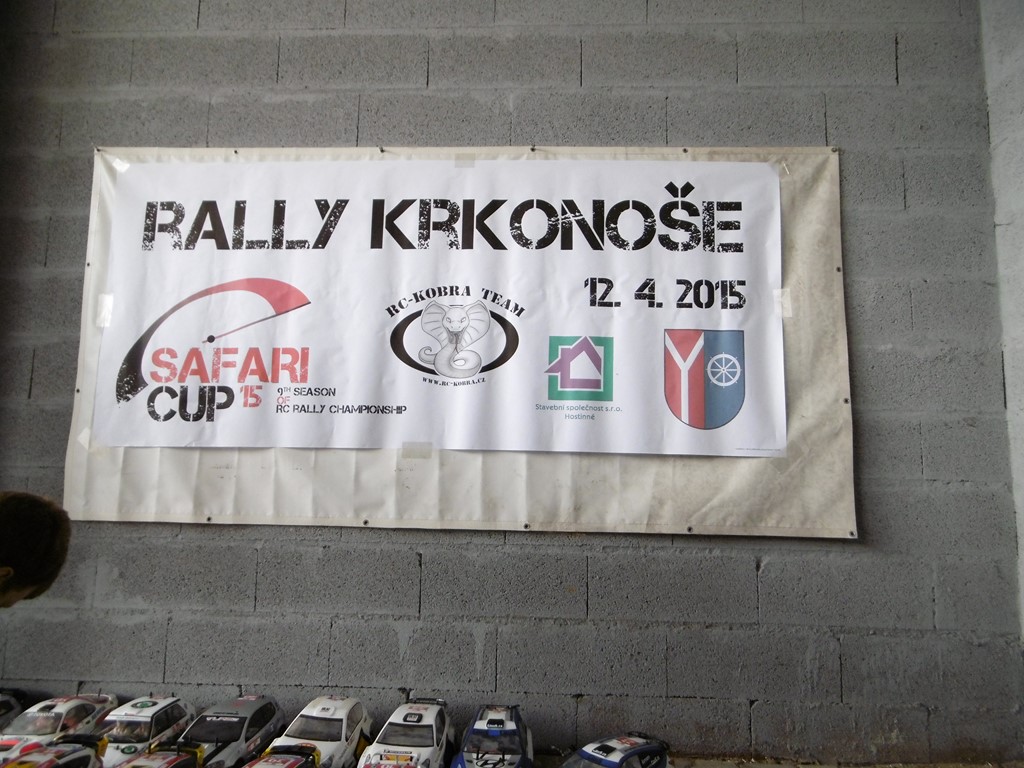 RALLY KRKONOŠE
12. 4. 2015
RC-KOBRA TEAM
WWW.RC-KOBRA.CZ
SAFARI
CUP '15
9TH SEASON
OF
RC RALLY CHAMPIONSHIP
Stavební společnost s.r.o.
Hostinné